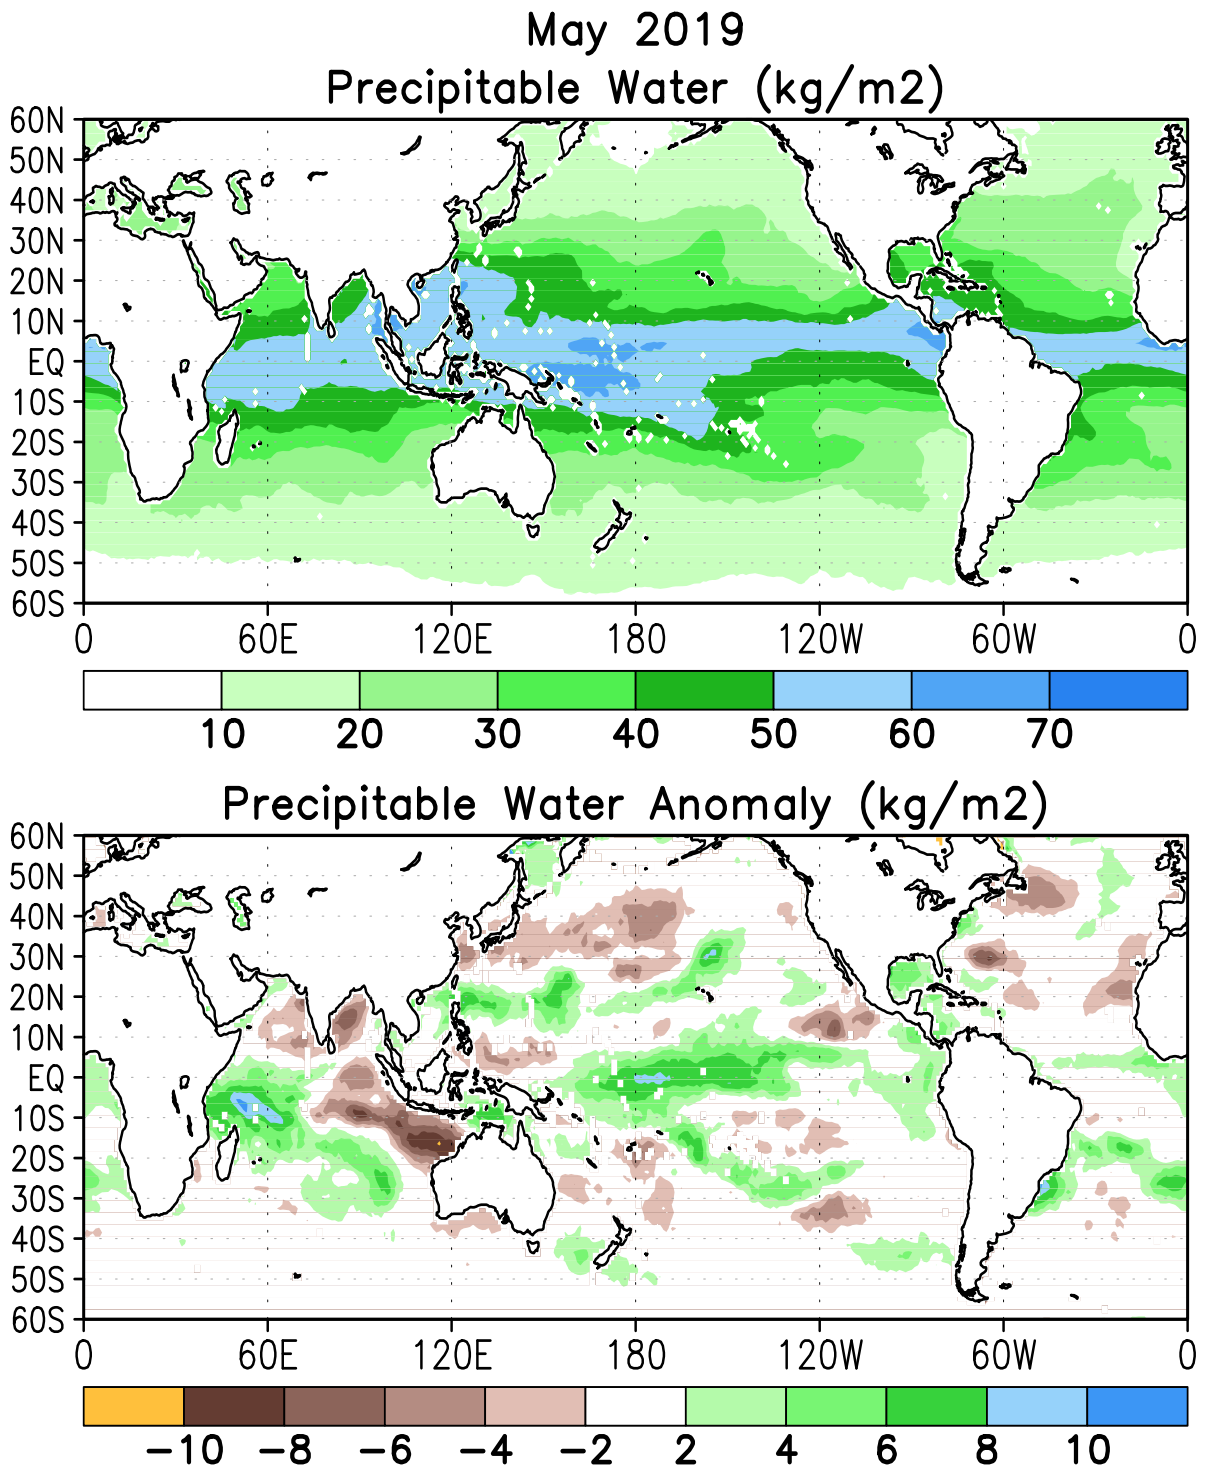 May 2019
Precipitable Water (kg/m2)
60N
50N
40N
30N
20N
10N
EQ
10S
20S
30S
40S
50S
60S
0 60E 120E 180 120W 60W 0
10 20 30 40 50 60 70
Precipitable Water Anomaly (kg/m2)
60N
50N
40N
30N
20N
10N
EQ
10S
20S
30S
40S
50S
60S
0 60E 120E 180 120W 60W 0
−10 −8 −6 −4 −2 2 4 6 8 10